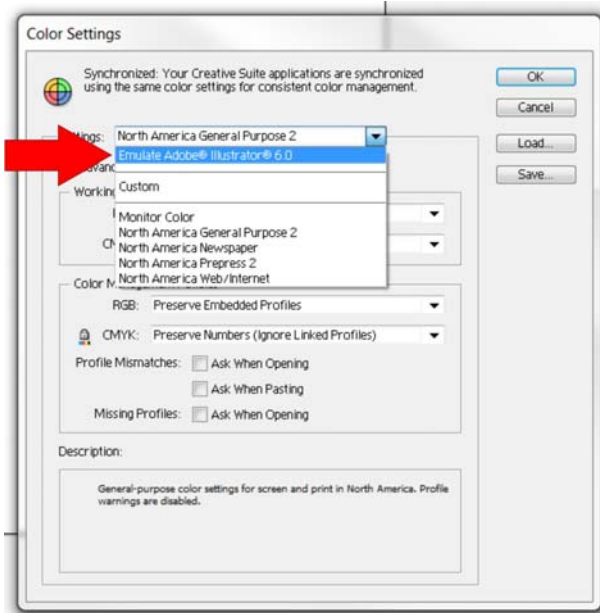 Color Settings
Synchronized: Your Creative Suite applications are synchronized
using the same color settings for consistent color management.
OK
Cancel
Load...
Save...
North America General Purpose 2
Emulate Adobe® Illustrator® 6.0
Custom
Monitor Color
North America General Purpose 2
North America Newspaper
North America Prepress 2
North America Web/Internet
RGB: Preserve Embedded Profiles
CMYK: Preserve Numbers (Ignore Linked Profiles)
Profile Mismatches: Ask When Opening
Ask When Pasting
Missing Profiles: Ask When Opening
Description:
General-purpose color settings for screen and print in North America. Profile
warnings are disabled.